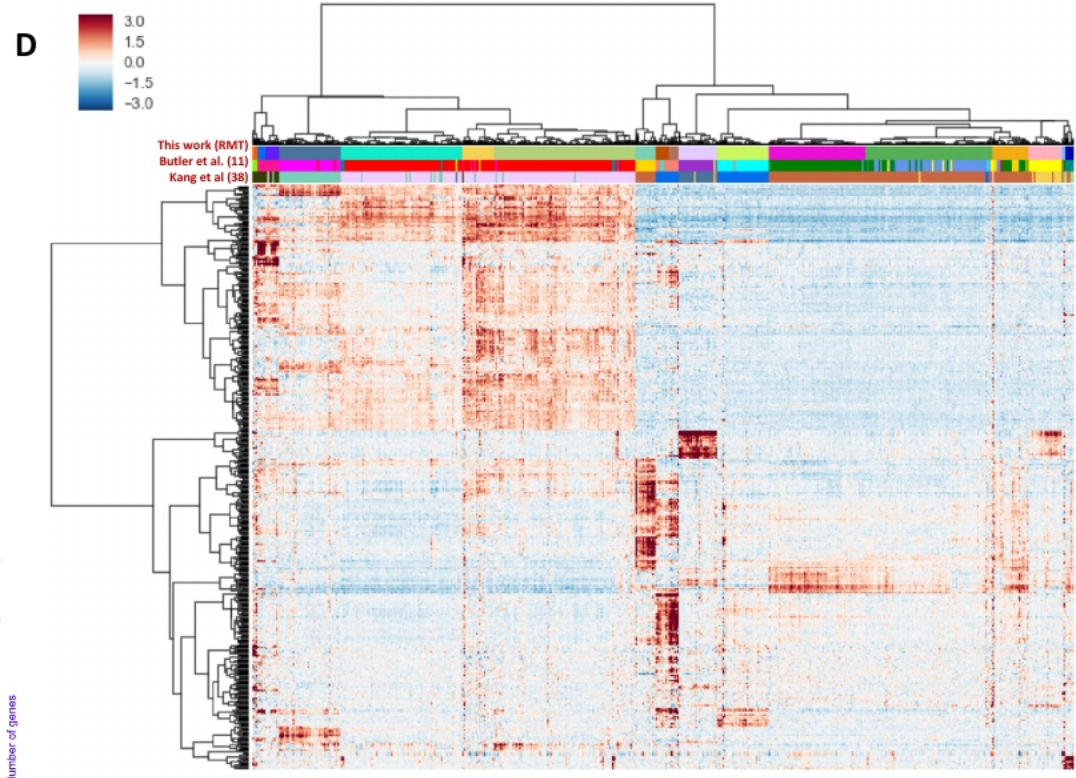 D
3.0
1.5
0.0
−1.5
−3.0
This work (RMT)
Butler et al. (11)
Kang et al (38)
of genes